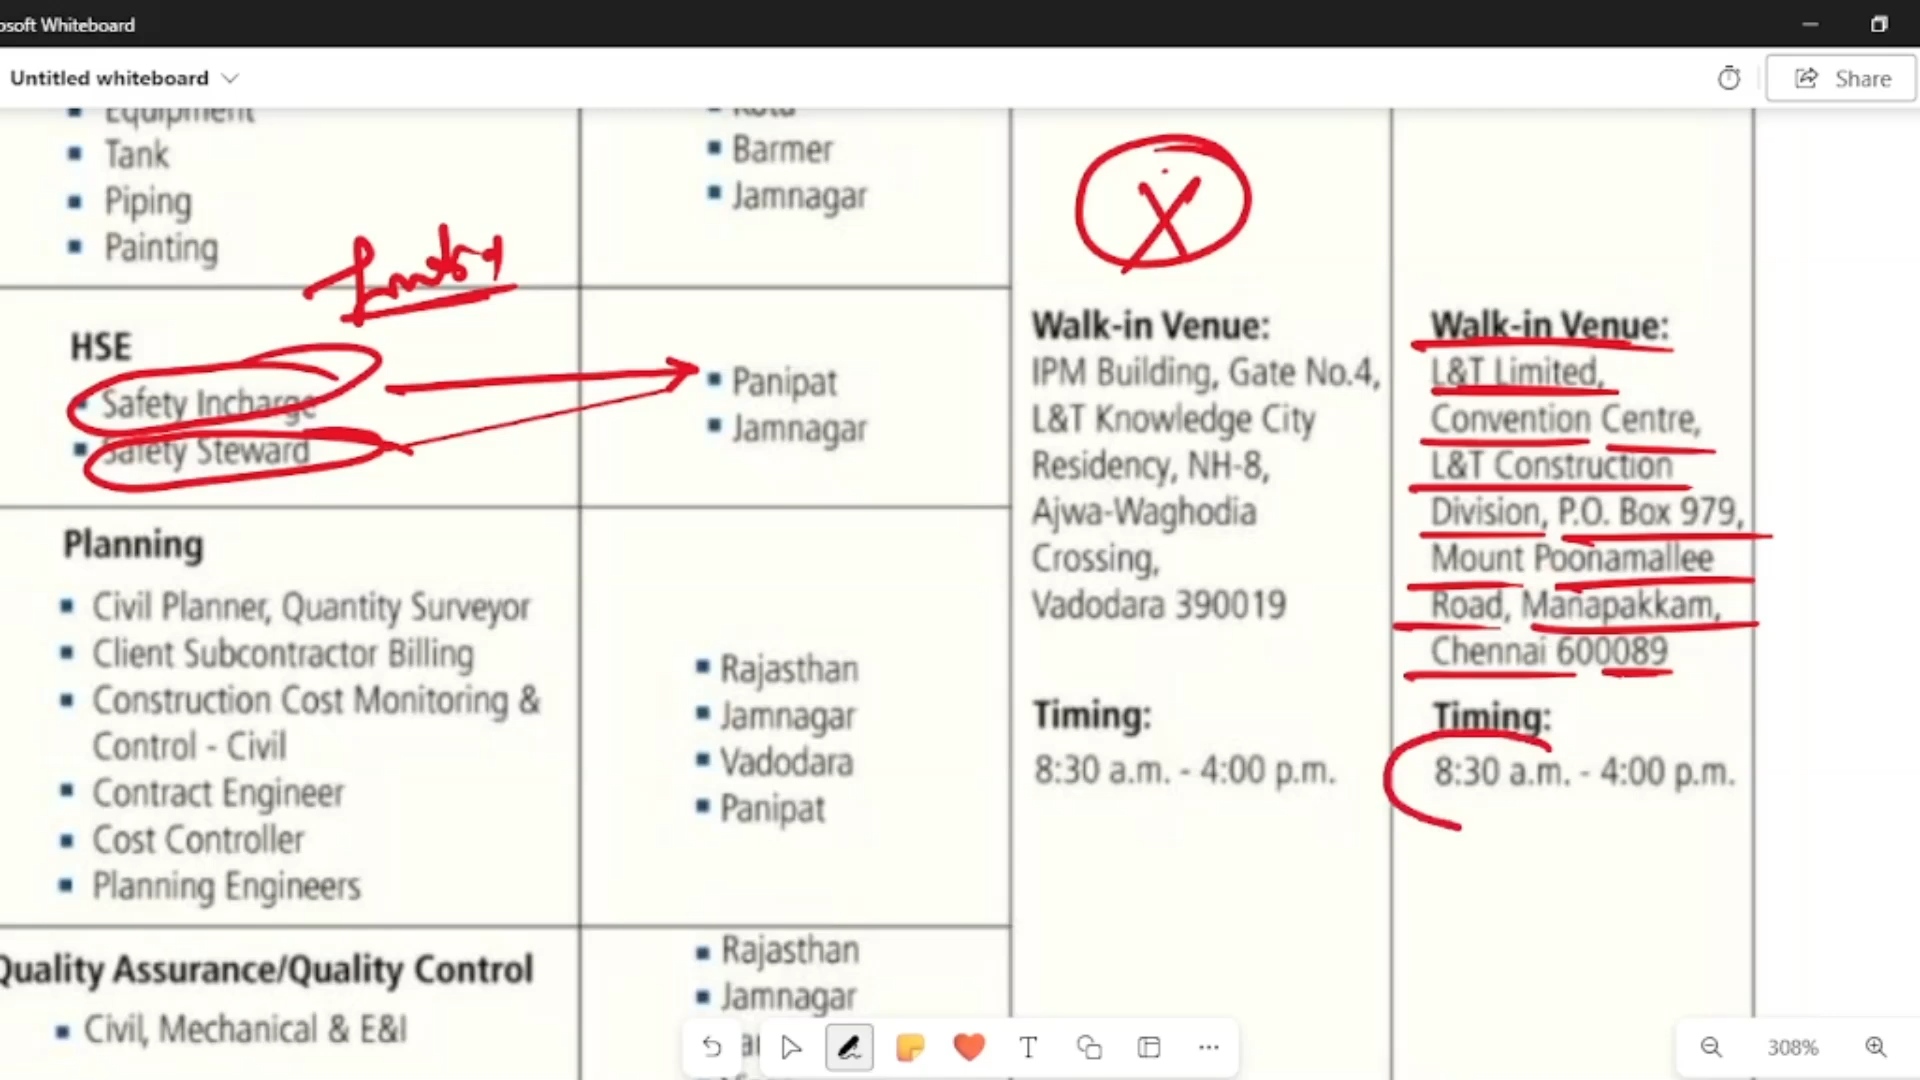 osoft Whiteboard
Untitled whiteboard
Share
Equipment
Tank
Piping
Painting
Kota
Barmer
Jamnagar
X
HSE
Safety Incharge
Safety Steward
Panipat
Jamnagar
Planning
Civil Planner, Quantity Surveyor
Client Subcontractor Billing
Construction Cost Monitoring &
Control - Civil
Contract Engineer
Cost Controller
Planning Engineers
Rajasthan
Jamnagar
Vadodara
Panipat
Quality Assurance/Quality Control
Civil, Mechanical & E&I
Rajasthan
Jamnagar
Walk-in Venue:
IPM Building, Gate No.4,
L&T Knowledge City
Residency, NH-8,
Ajwa-Waghodia
Crossing,
Vadodara 390019
Timing:
8:30 a.m. - 4:00 p.m.
Walk-in Venue:
L&T Limited,
Convention Centre,
L&T Construction
Division, P.O. Box 979,
Mount Poonamallee
Road, Manapakkam,
Chennai 600089
Timing:
8:30 a.m. - 4:00 p.m.
T
308%